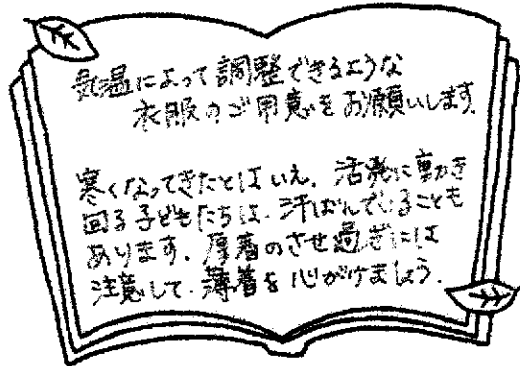 気温によって調整できるような
衣服のご用意をお願いします。
寒くなってきたとはいえ、活発に動き
回る子どもたちは、汗ばんでいることも
あります。厚着のさせ過ぎには
注意して、薄着を心がけましょう。